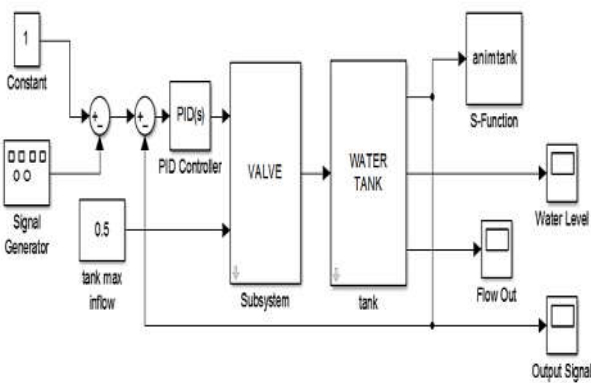 1
Constant
Signal
Generator
+
-
+
-
PID(s)
PID Controller
0.5
tank max
inflow
VALVE
Subsystem
WATER
TANK
tank
animtank
S-Function
Water Level
Flow Out
Output Signal